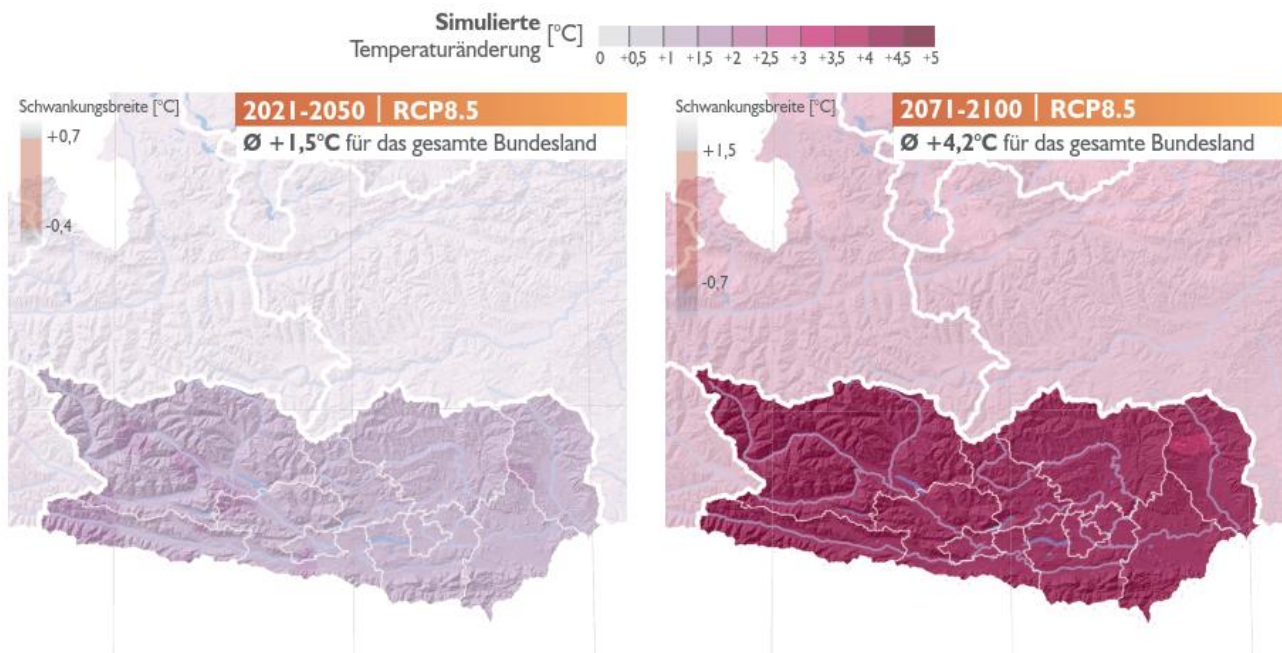 Simulierte
Temperaturänderung [°C]
0 +0,5 +1 +1,5 +2 +2,5 +3 +3,5 +4 +4,5 +5
Schwankungsbreite [°C]
+0,7
-0,4
2021-2050 | RCP8.5
Ø +1,5°C für das gesamte Bundesland
Schwankungsbreite [°C]
+1,5
-0,7
2071-2100 | RCP8.5
Ø +4,2°C für das gesamte Bundesland